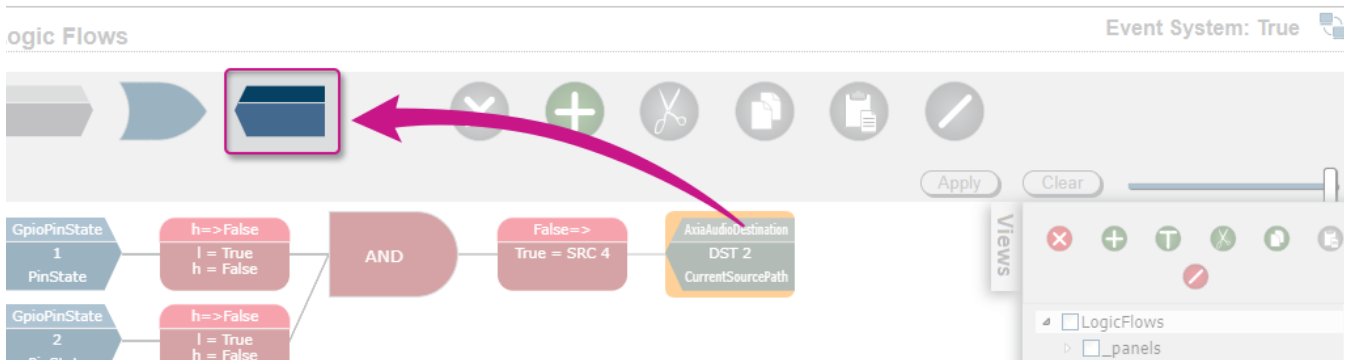 ogic Flows
Event System: True
Apply
Clear
GpioPinState
1
PinState
h=>False
l = True
h = False
AND
False=>
True = SRC 4
AxiaAudioDestination
DST 2
CurrentSourcePath
Views
GpioPinState
2
PinState
h=>False
l = True
h = False
LogicFlows
_panels